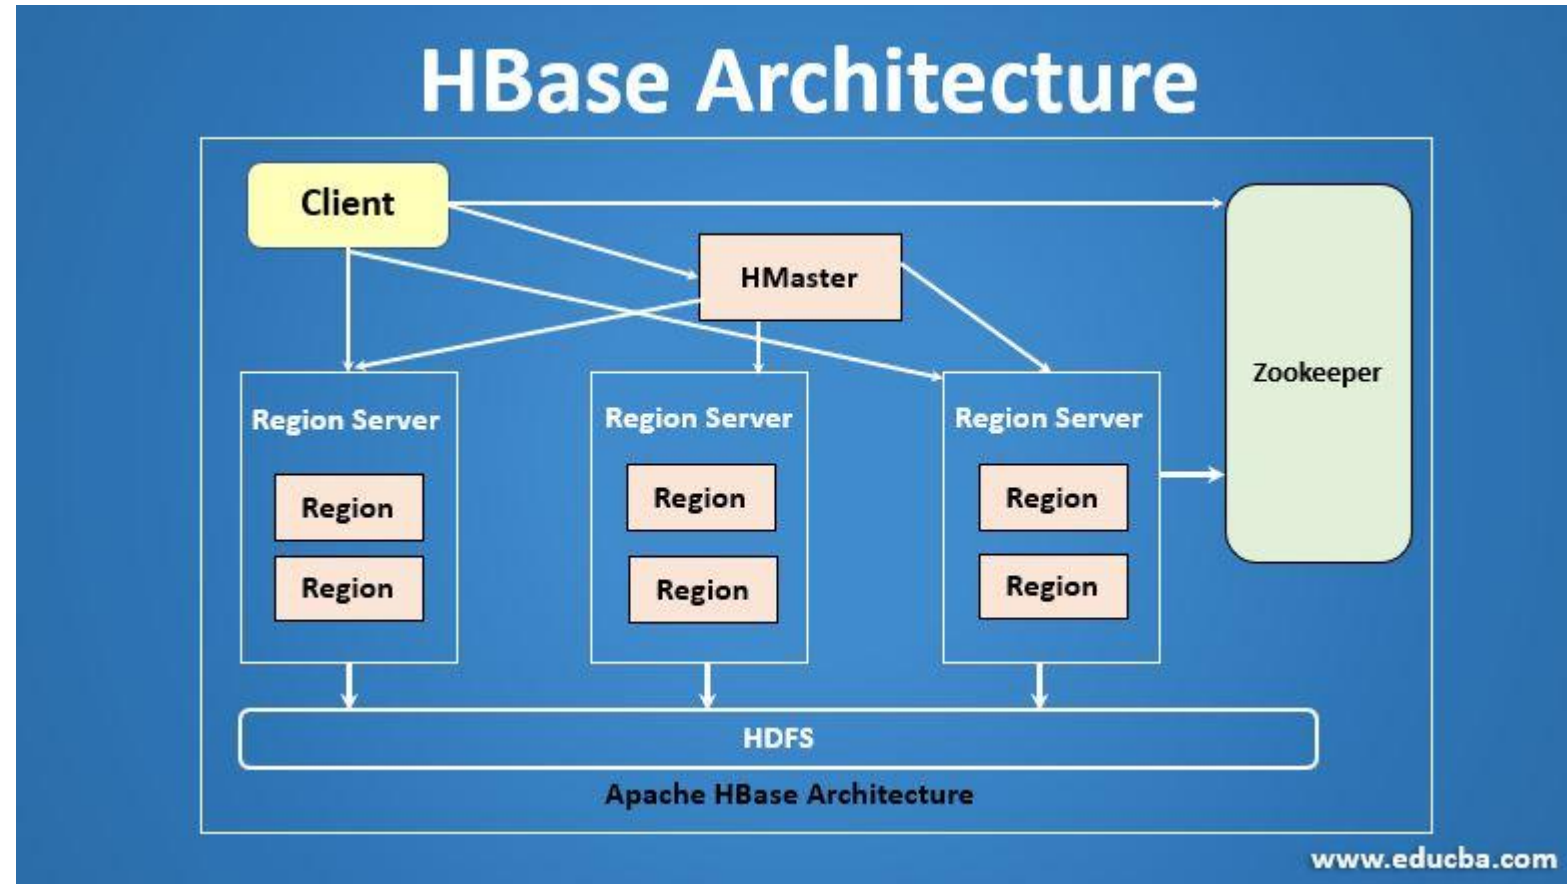 HBase Architecture
Client
HMaster
Zookeeper
Region Server
Region
Region
Region Server
Region
Region
Region Server
Region
Region
HDFS
Apache HBase Architecture
www.educba.com